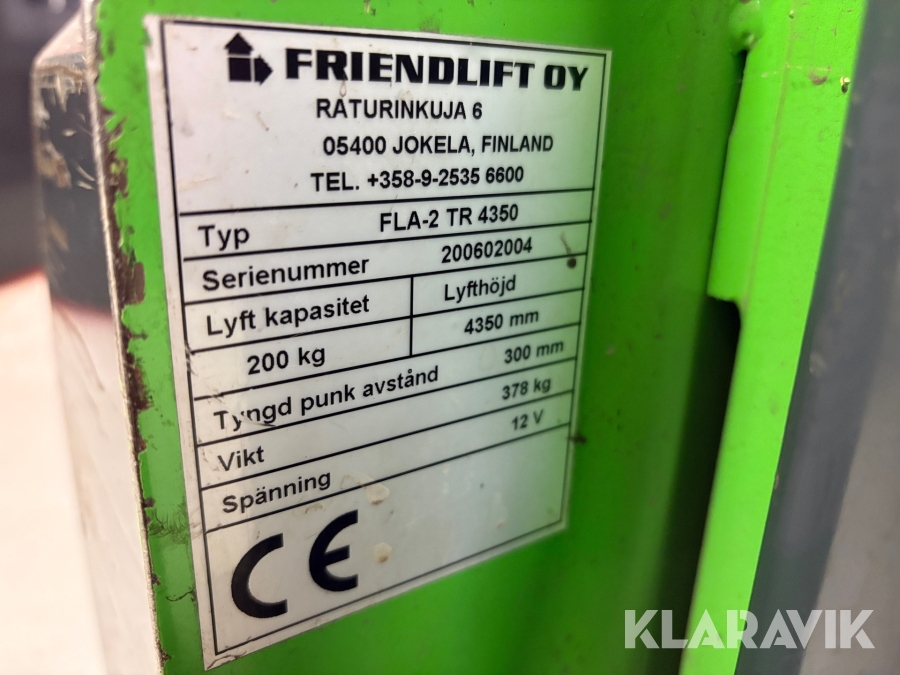 FRIENDLIFT OY
RATURINKUJA 6
05400 JOKELA, FINLAND
TEL. +358-9-2535 6600
Typ FLA-2 TR 4350
Serienummer 200602004
Lyft kapasitet Lyfthöjd
200 kg 4350 mm
Tyngd punk avstånd 300 mm
Vikt 378 kg
Spänning 12 V
CE
KLARAVIK